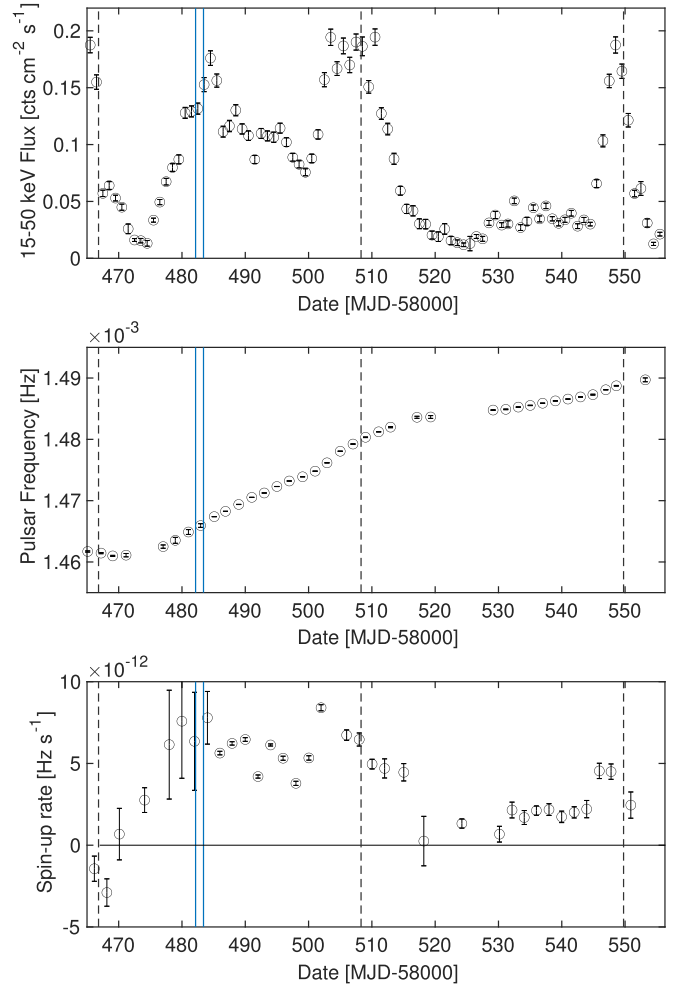 0.2
0.15
0.1
0.05
0
15-50 keV Flux [cts cm⁻² s⁻¹]
470 480 490 500 510 520 530 540 550
Date [MJD-58000]
×10⁻³
1.49
1.48
1.47
1.46
Pulsar Frequency [Hz]
470 480 490 500 510 520 530 540 550
Date [MJD-58000]
×10⁻¹²
10
5
0
-5
Spin-up rate [Hz s⁻¹]
470 480 490 500 510 520 530 540 550
Date [MJD-58000]